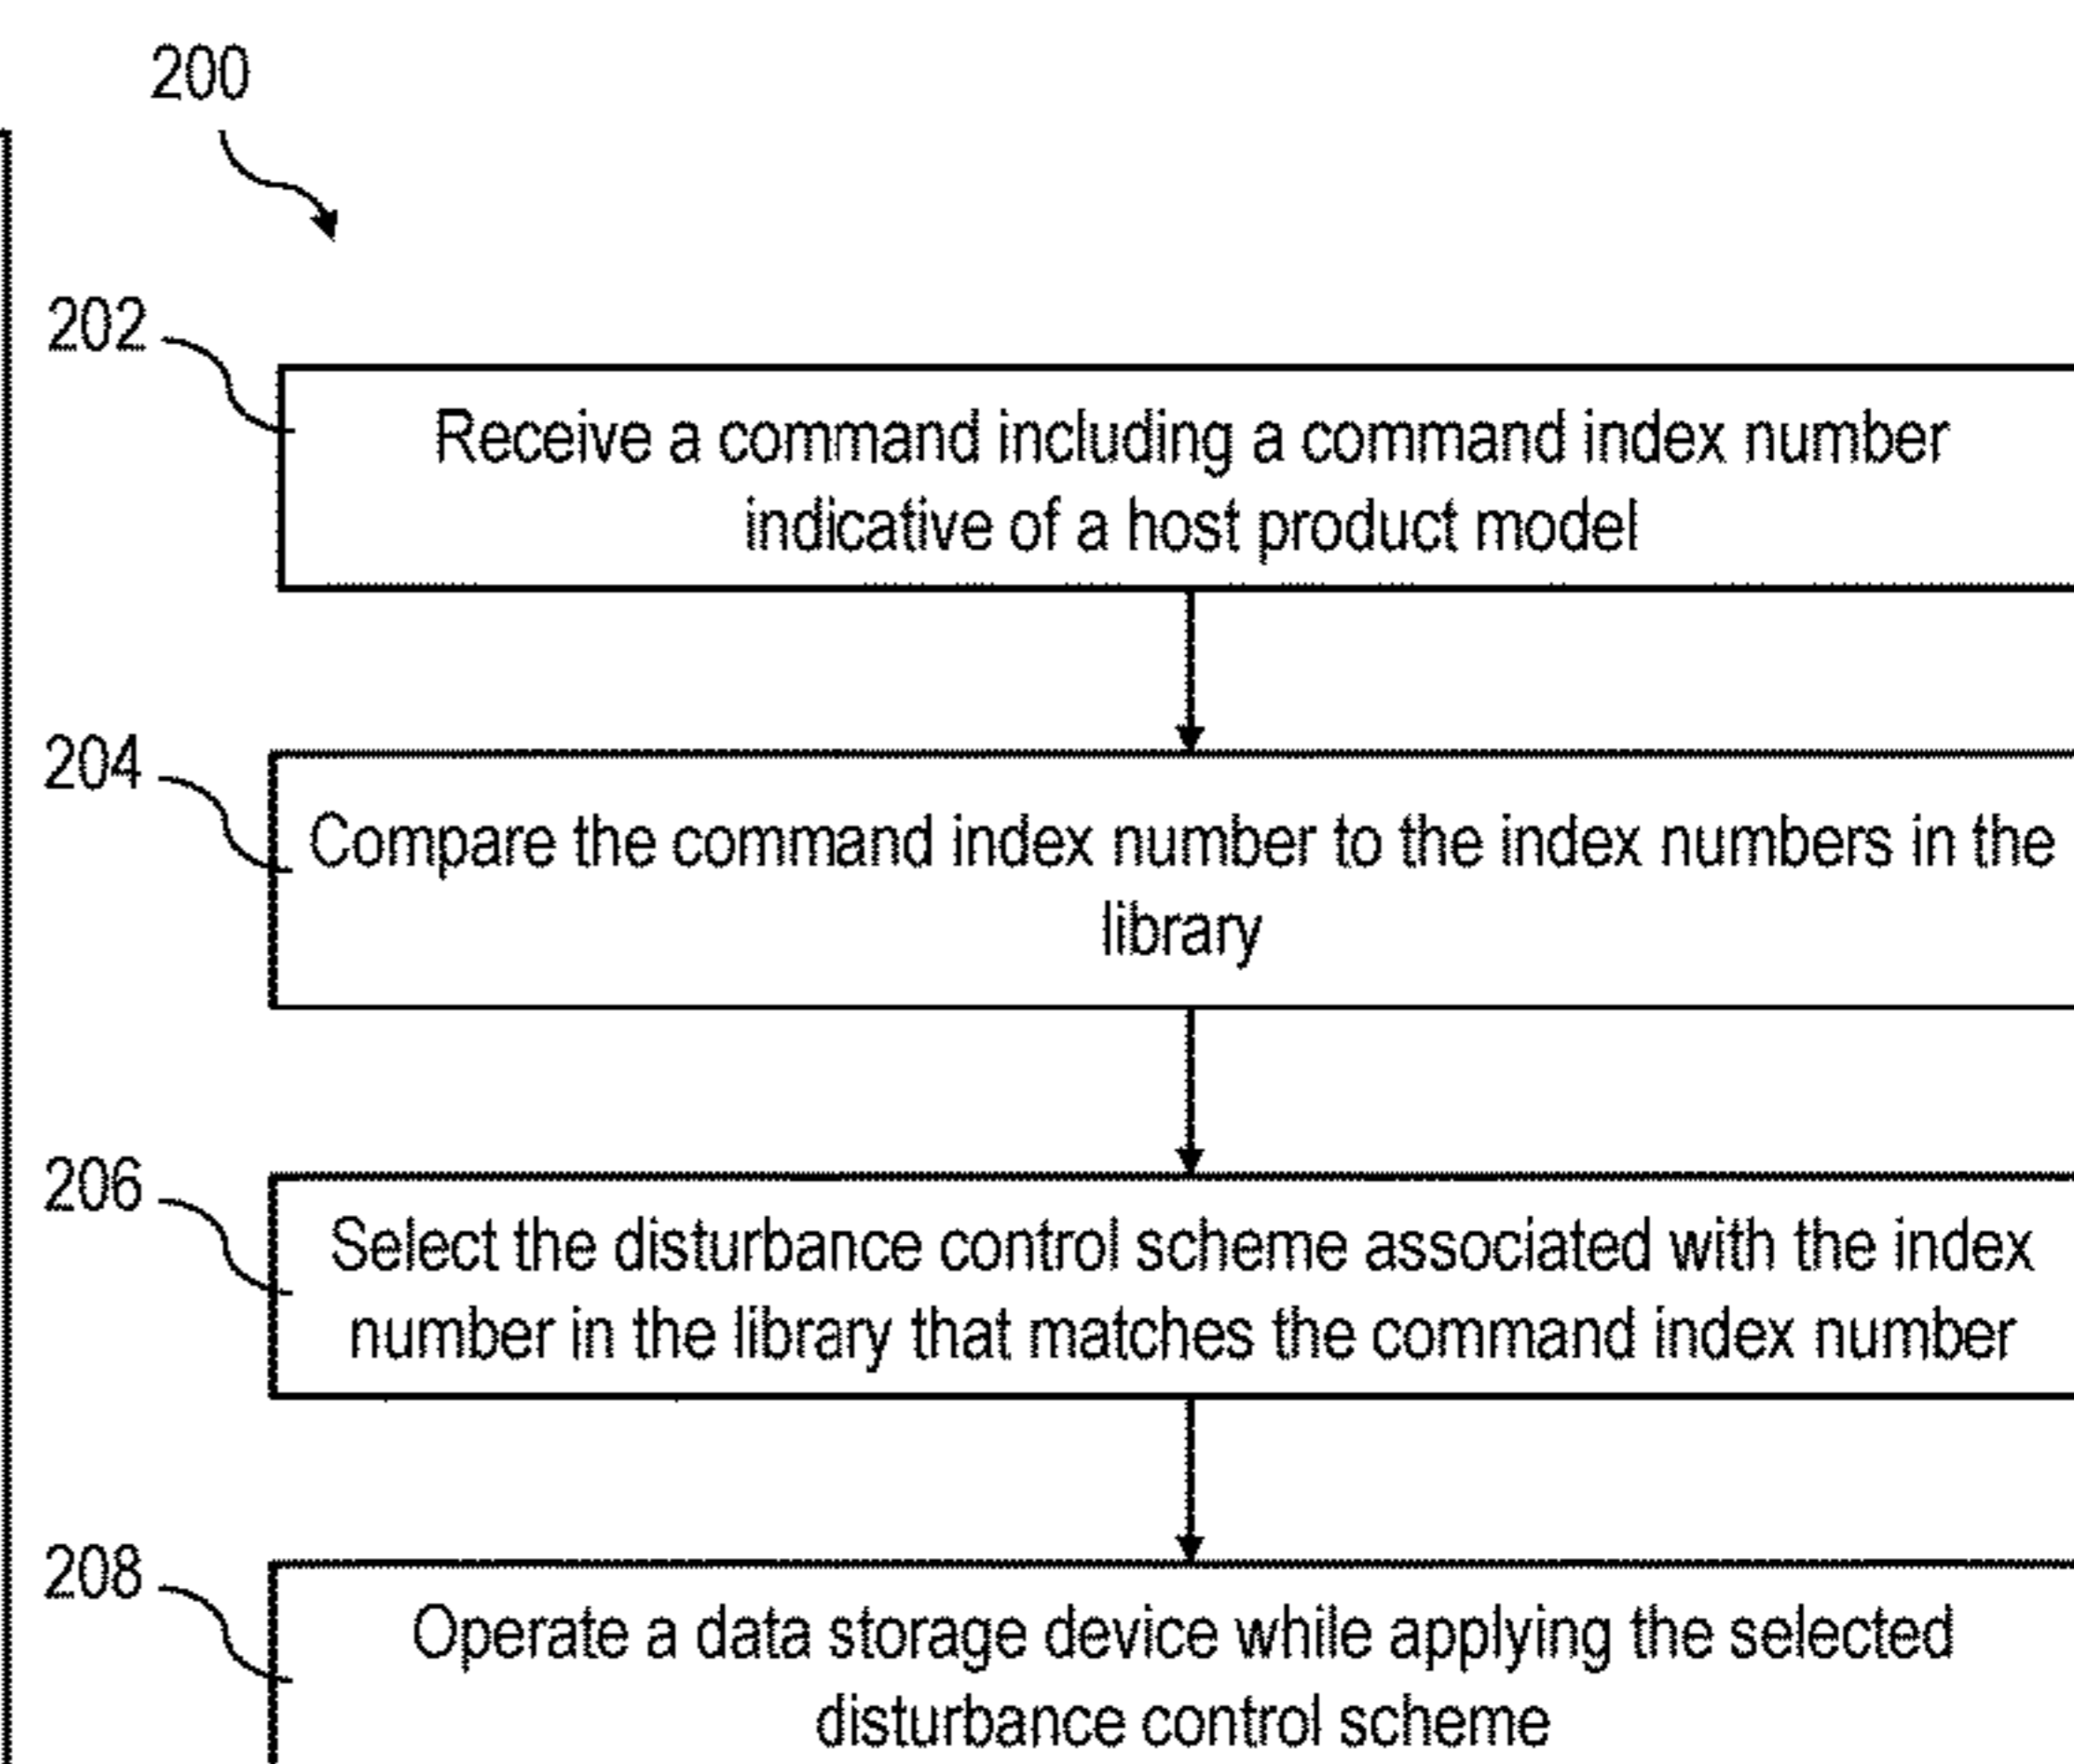 200
202
Receive a command including a command index number
indicative of a host product model
204
Compare the command index number to the index numbers in the
library
206
Select the disturbance control scheme associated with the index
number in the library that matches the command index number
208
Operate a data storage device while applying the selected
disturbance control scheme